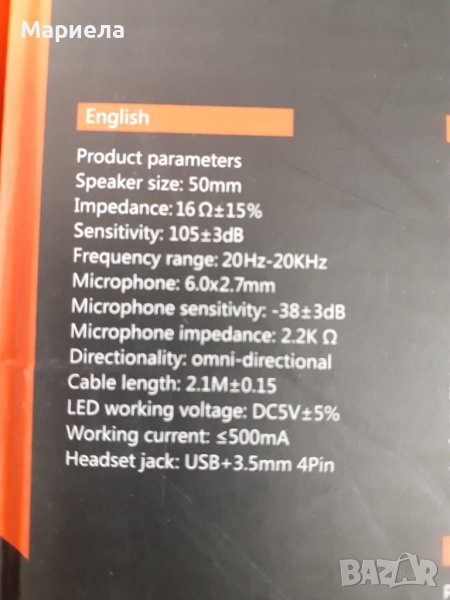 Мариела
English
Product parameters
Speaker size: 50mm
Impedance: 16Ω±15%
Sensitivity: 105±3dB
Frequency range: 20Hz-20KHz
Microphone: 6.0x2.7mm
Microphone sensitivity: -38±3dB
Microphone impedance: 2.2K Ω
Directionality: omni-directional
Cable length: 2.1M±0.15
LED working voltage: DC5V±5%
Working current: ≤500mA
Headset jack: USB+3.5mm 4Pin
BAZAR